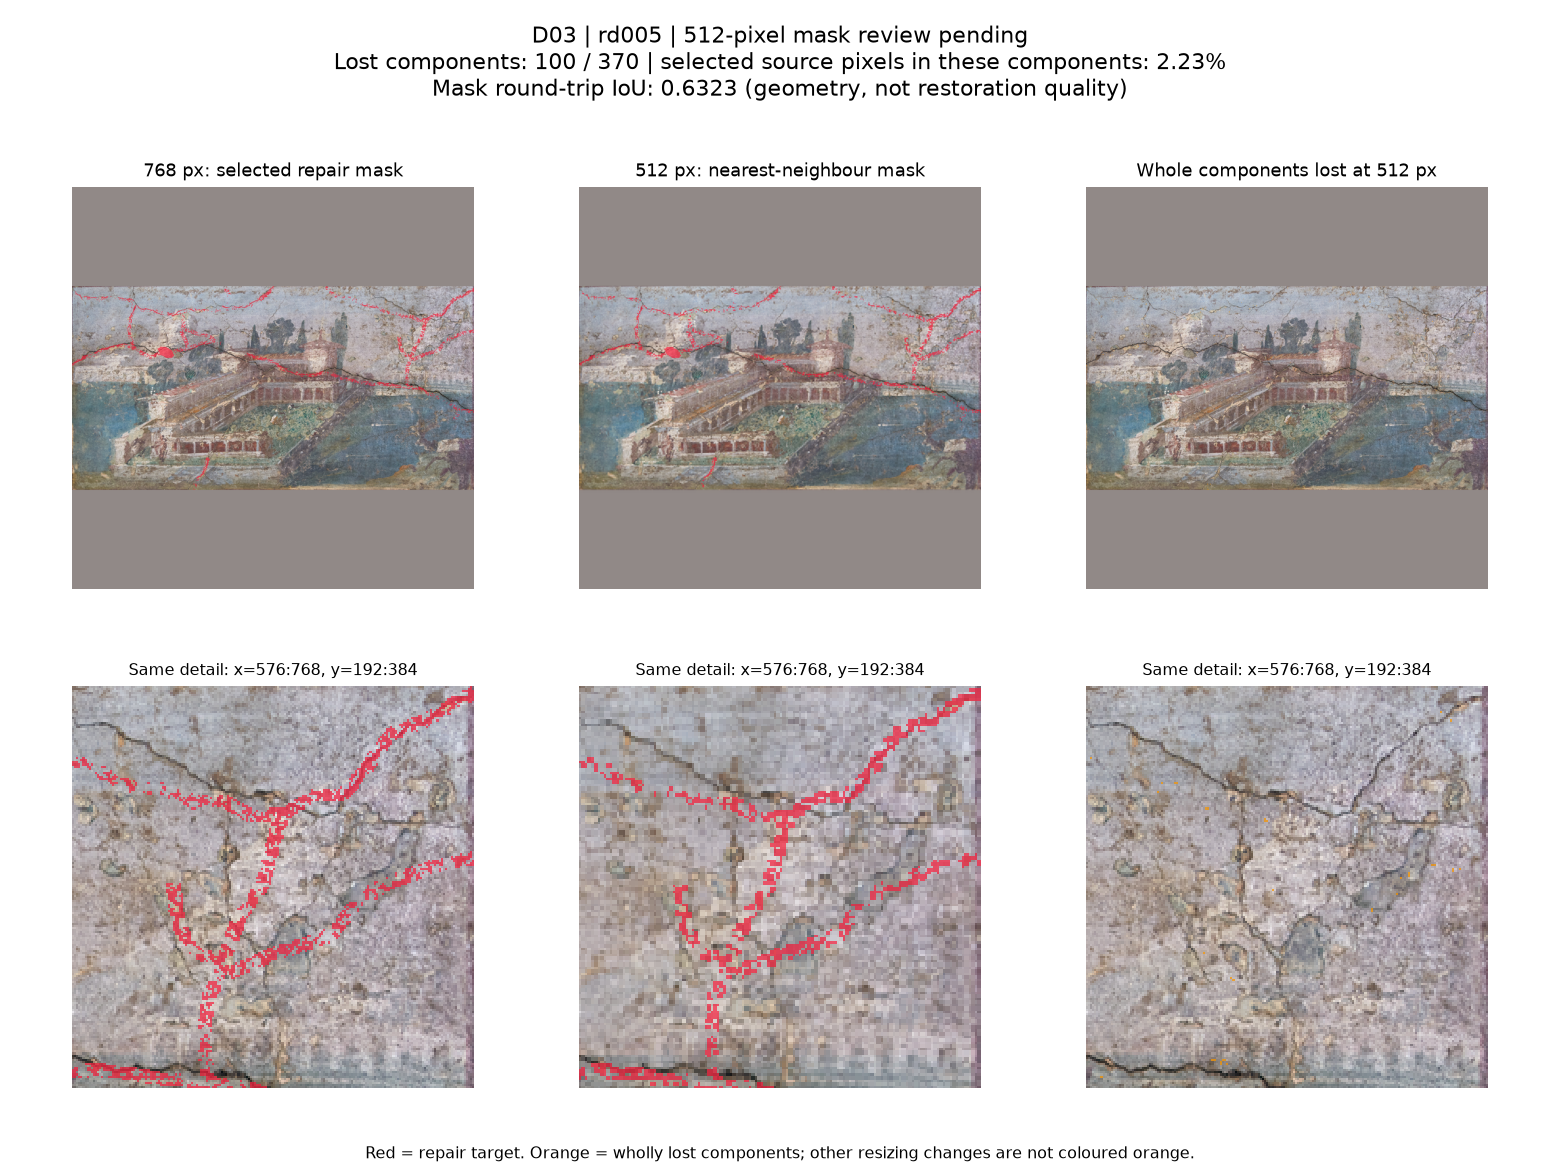 D03 | rd005 | 512-pixel mask review pending
Lost components: 100 / 370 | selected source pixels in these components: 2.23%
Mask round-trip IoU: 0.6323 (geometry, not restoration quality)
768 px: selected repair mask
512 px: nearest-neighbour mask
Whole components lost at 512 px
Same detail: x=576:768, y=192:384
Same detail: x=576:768, y=192:384
Same detail: x=576:768, y=192:384
Red = repair target. Orange = wholly lost components; other resizing changes are not coloured orange.